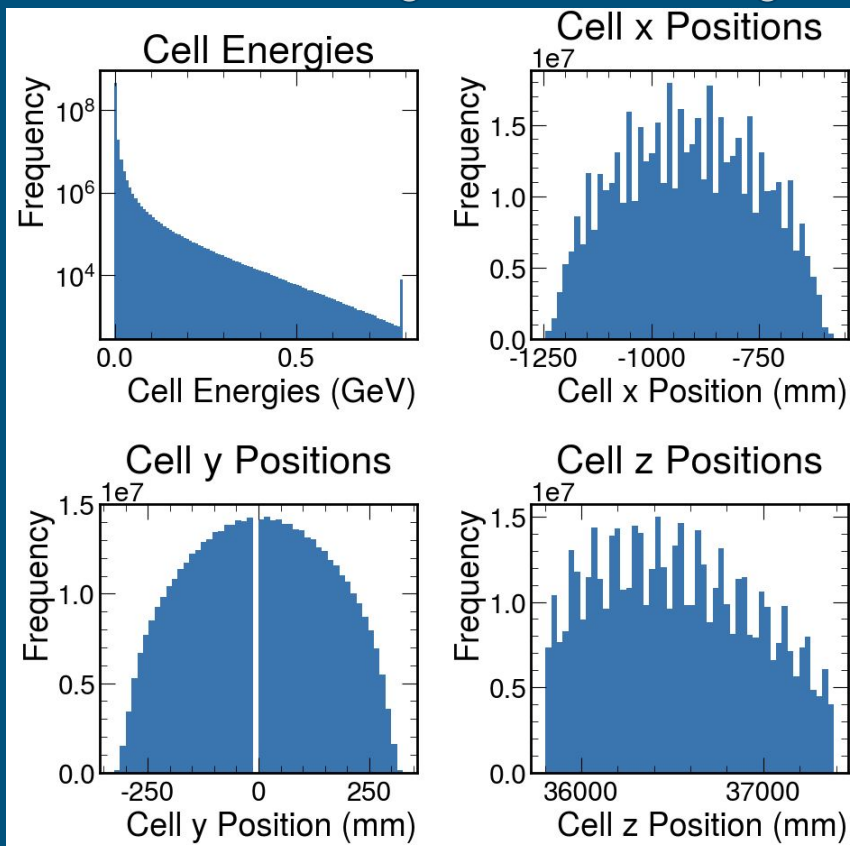 Cell Energies
Frequency
10⁸
10⁶
10⁴
0.0 0.5
Cell Energies (GeV)
Cell x Positions
1e7
Frequency
1.5
1.0
0.5
0.0
-1250 -1000 -750
Cell x Position (mm)
Cell y Positions
1e7
Frequency
1.5
1.0
0.5
0.0
-250 0 250
Cell y Position (mm)
Cell z Positions
1e7
Frequency
1.5
1.0
0.5
0.0
36000 37000
Cell z Position (mm)